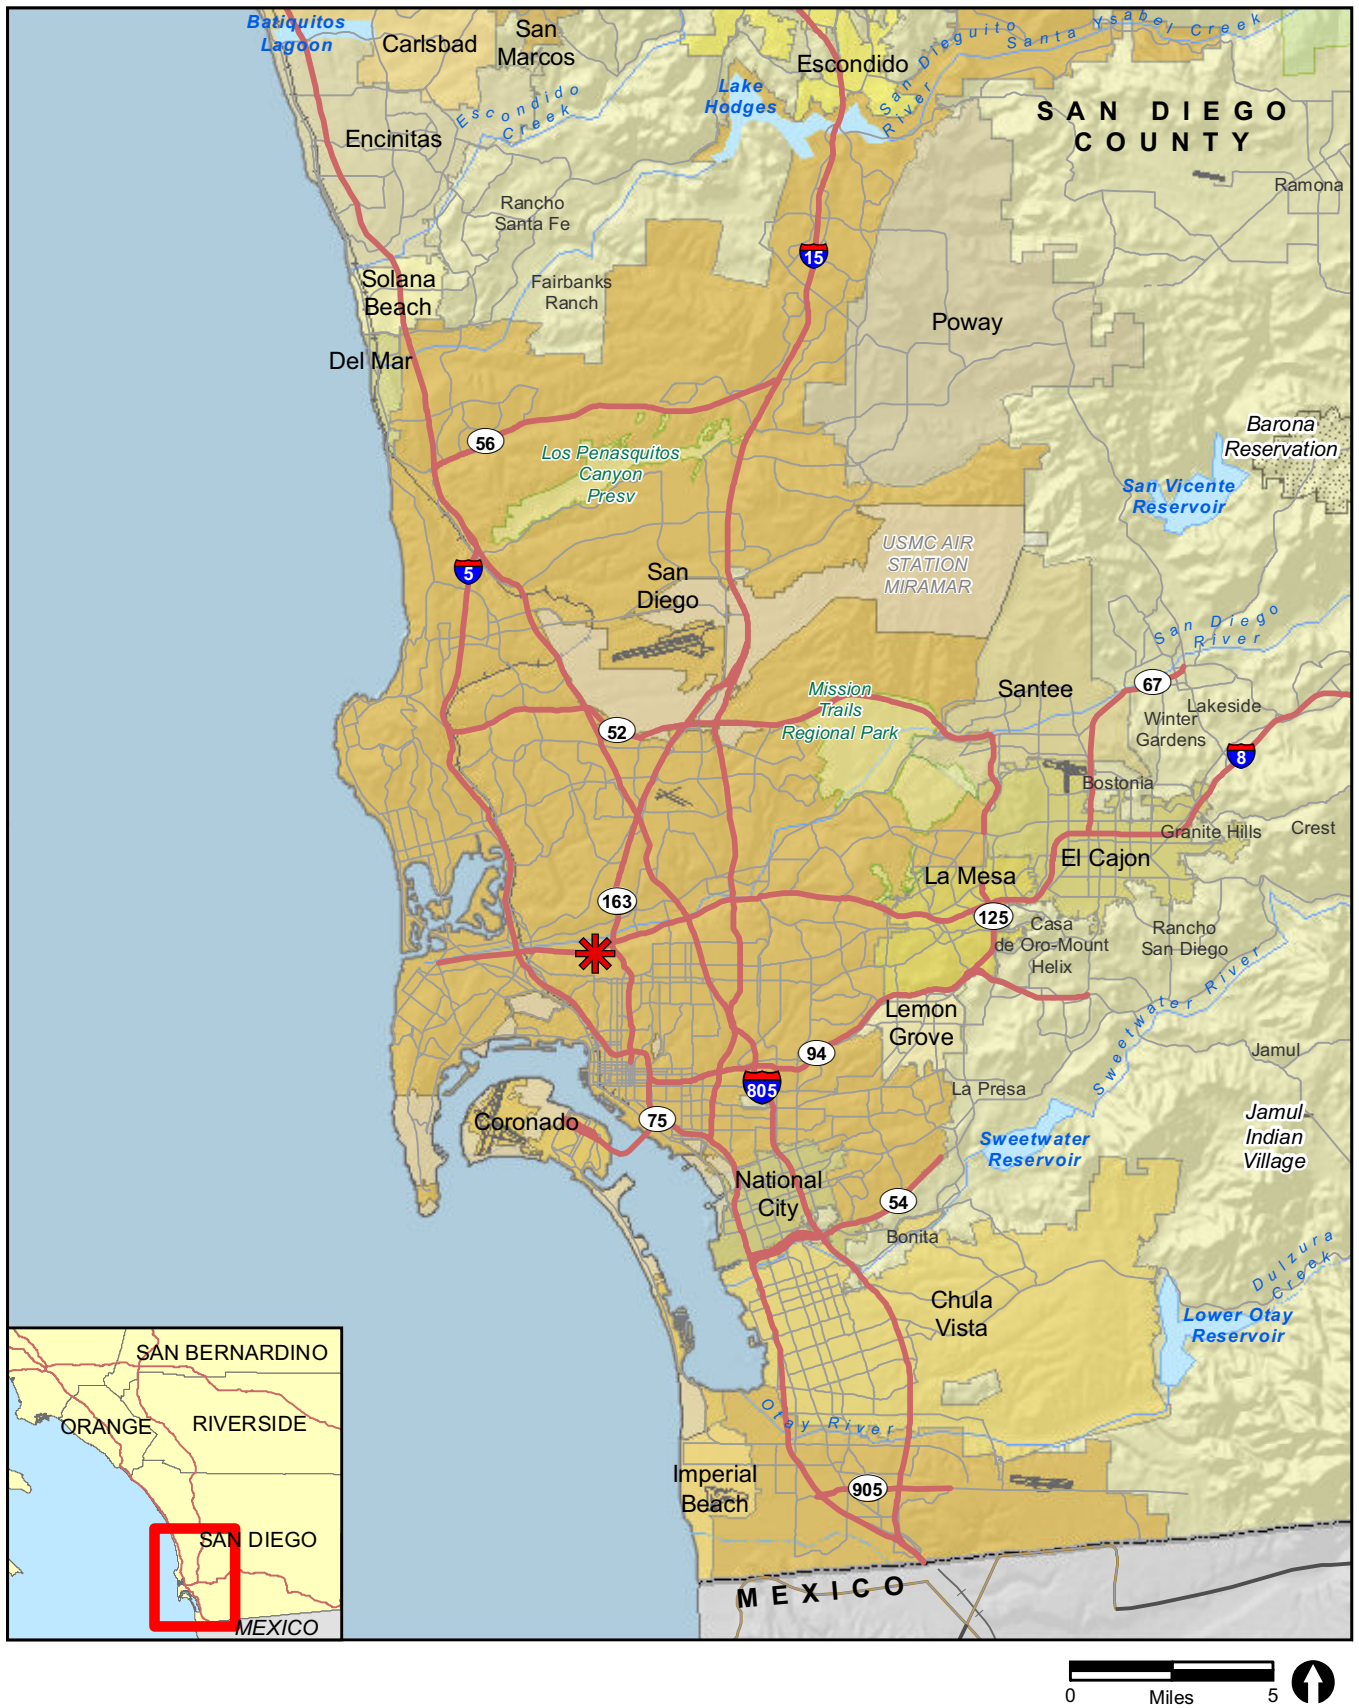 Batiquitos
Lagoon
Carlsbad
San
Marcos
Escondido
San Dieguito
River
Santa Ysabel Creek
Lake
Hodges
Escondido
Creek
SAN DIEGO
COUNTY
Encinitas
Ramona
Rancho
Santa Fe
15
Solana
Beach
Fairbanks
Ranch
Poway
Del Mar
56
Los Penasquitos
Canyon
Presv
Barona
Reservation
San Vicente
Reservoir
USMC AIR
STATION
MIRAMAR
5
San
Diego
San Diego
River
Mission
Trails
Regional Park
Santee
67
Lakeside
Winter
Gardens
52
8
Bostonia
Granite Hills
Crest
El Cajon
La Mesa
163
125
Casa
de Oro-Mount
Helix
Rancho
San Diego
Sweetwater River
Lemon
Grove
94
Jamul
805
La Presa
Coronado
75
Jamul
Indian
Village
Sweetwater
Reservoir
National
City
54
Bonita
Dulzura
Creek
Chula
Vista
Lower Otay
Reservoir
Otay River
Imperial
Beach
905
MEXICO
SAN BERNARDINO
ORANGE
RIVERSIDE
SAN DIEGO
MEXICO
0
Miles
5